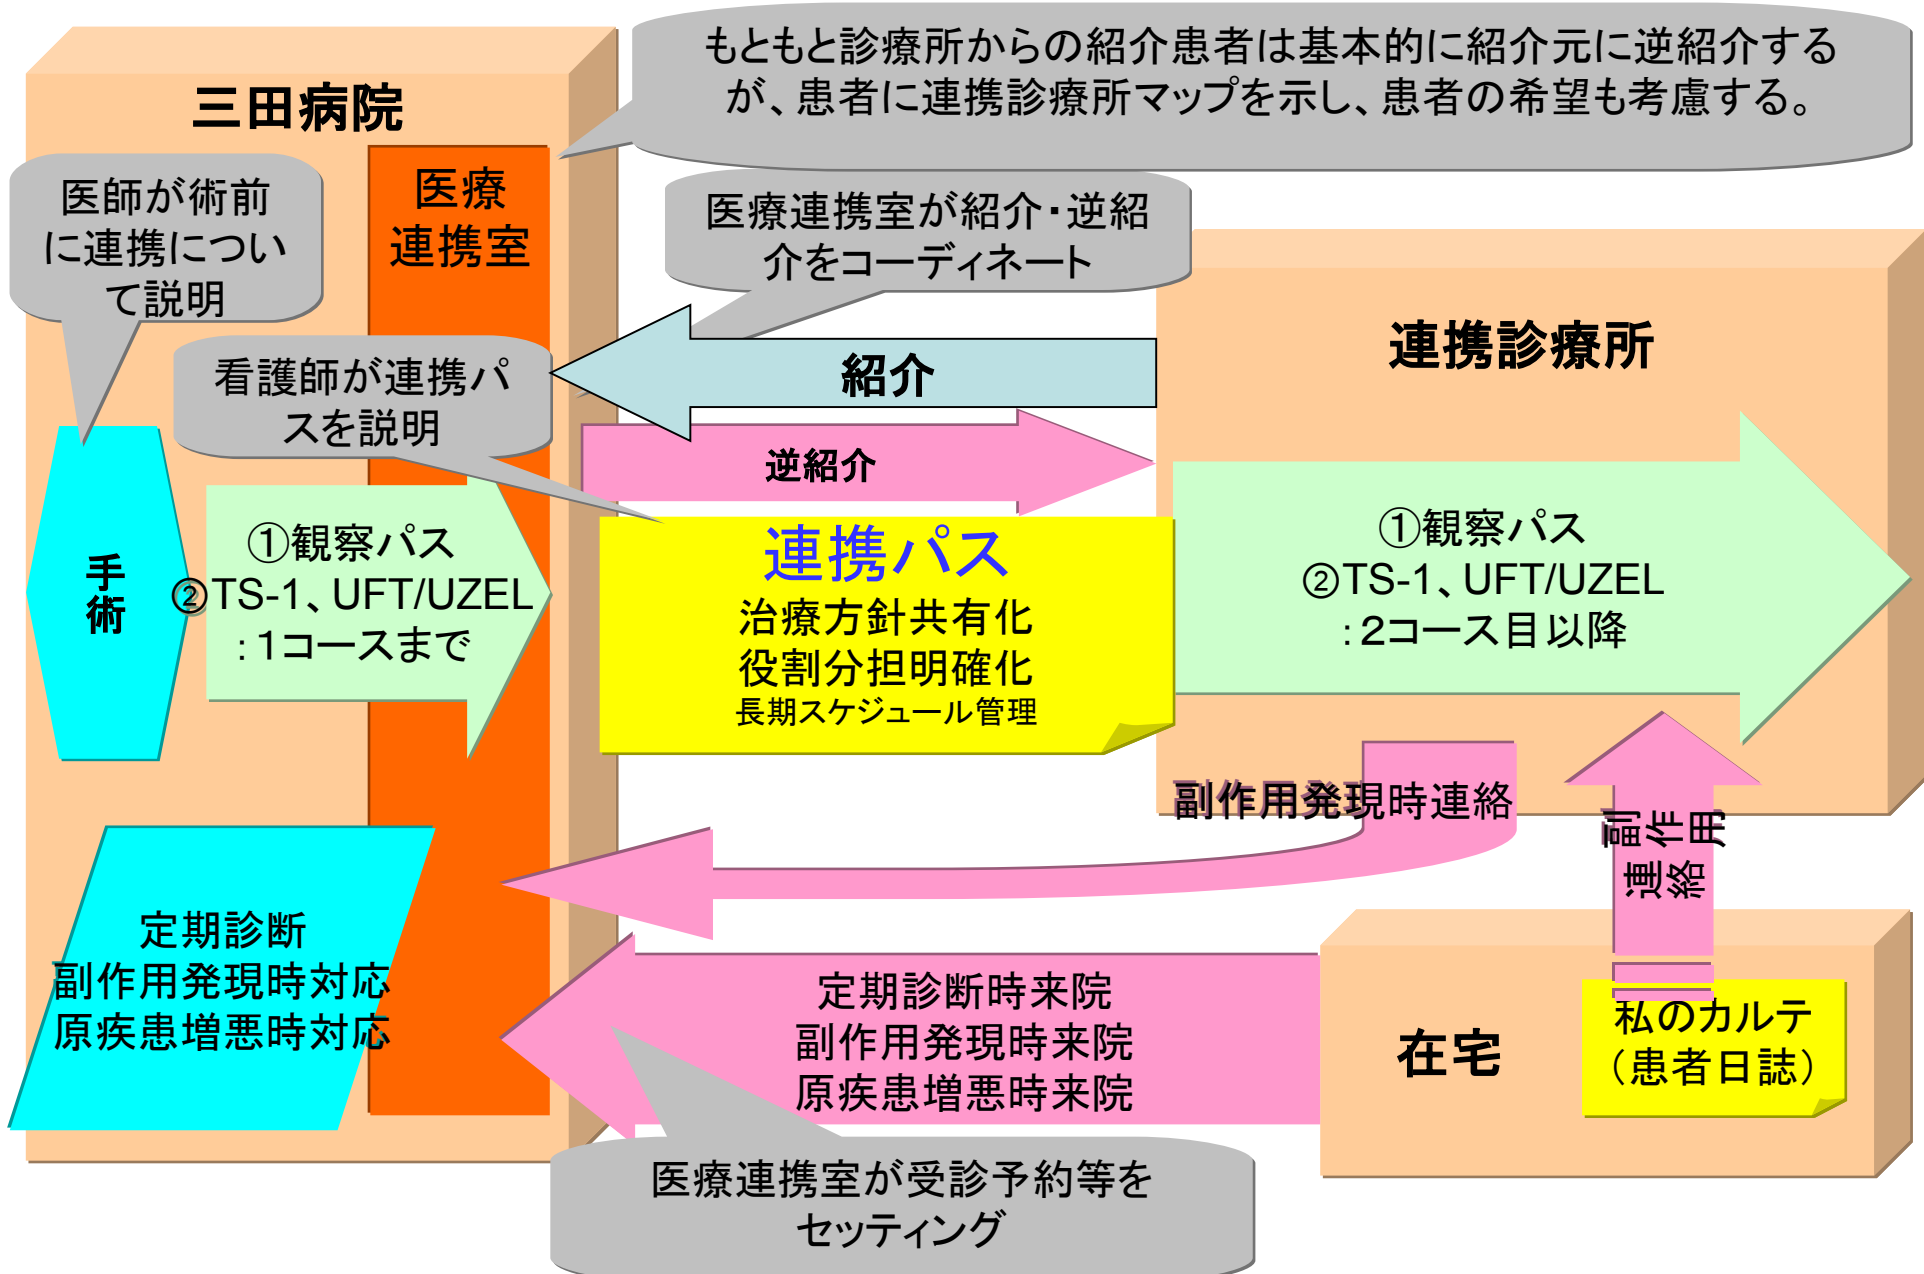 もともと診療所からの紹介患者は基本的に紹介元に逆紹介する
が、患者に連携診療所マップを示し、患者の希望も考慮する。
三田病院
医療
連携室
医師が術前
に連携につい
て説明
医療連携室が紹介・逆紹
介をコーディネート
連携診療所
看護師が連携パ
スを説明
紹介
逆紹介
手術
①観察パス
②TS-1、UFT/UZEL
:1コースまで
連携パス
治療方針共有化
役割分担明確化
長期スケジュール管理
①観察パス
②TS-1、UFT/UZEL
:2コース目以降
副作用発現時連絡
副作用
連絡
定期診断
副作用発現時対応
原疾患増悪時対応
定期診断時来院
副作用発現時来院
原疾患増悪時来院
在宅
私のカルテ
(患者日誌)
医療連携室が受診予約等を
セッティング